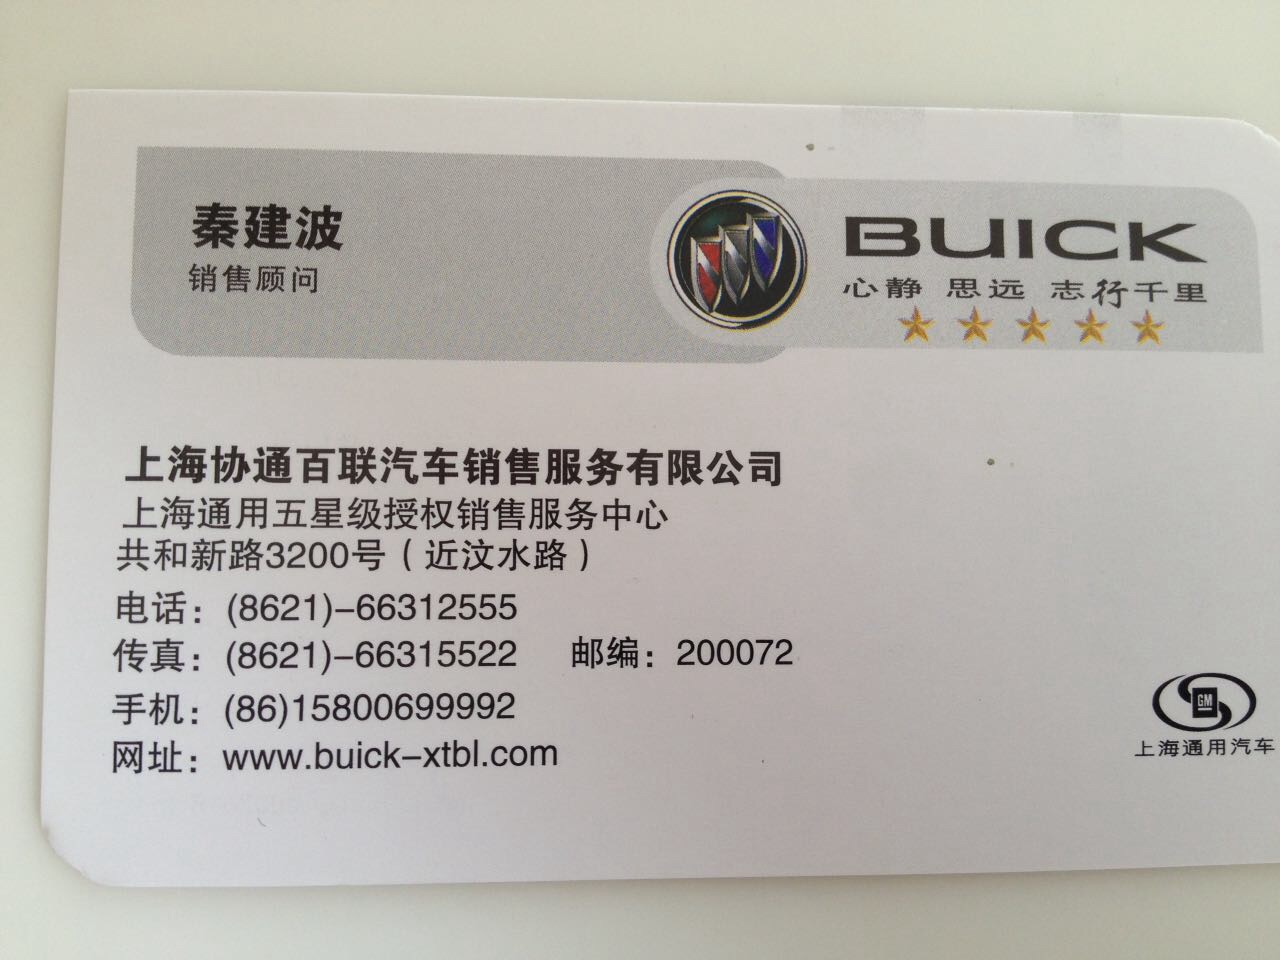 秦建波
销售顾问
BUICK
心静 思远 志行千里
上海协通百联汽车销售服务有限公司
上海通用五星级授权销售服务中心
共和新路3200号（近汶水路）
电话：(8621)-66312555
传真：(8621)-66315522 邮编：200072
手机：(86)15800699992
网址：www.buick-xtbl.com
GM
上海通用汽车